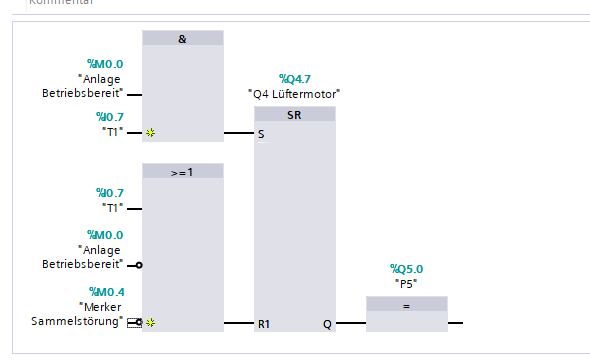 Kommentar
&
%M0.0
"Anlage
Betriebsbereit"
%I0.7
"T1"
%Q4.7
"Q4 Lüftermotor"
SR
S
>=1
%I0.7
"T1"
%M0.0
"Anlage
Betriebsbereit"
%M0.4
"Merker
Sammelstörung"
R1
Q
%Q5.0
"P5"
=